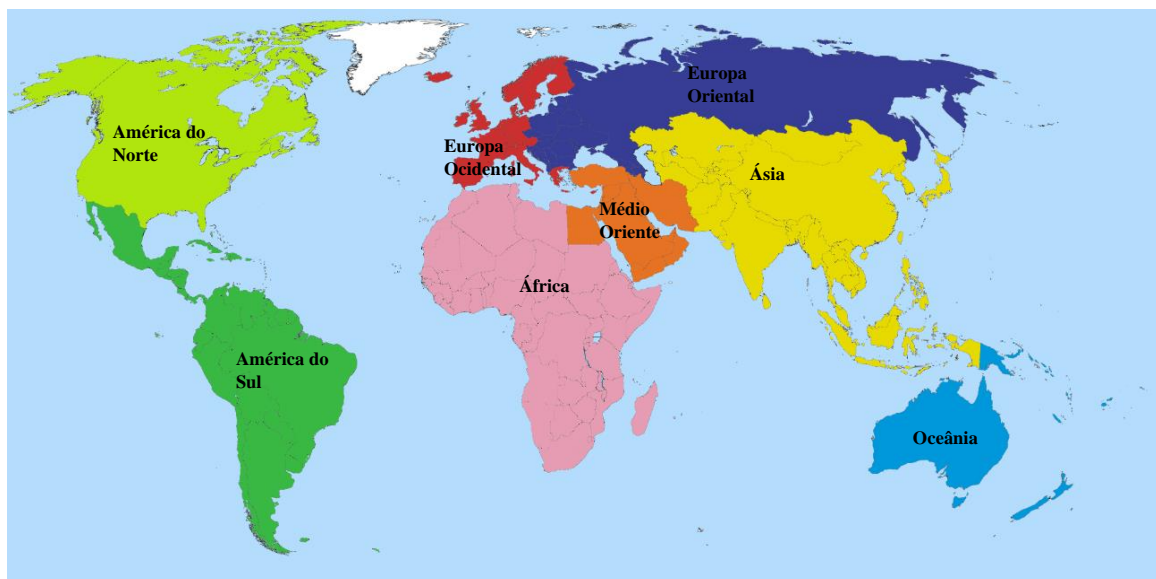 Europa
Oriental
América do
Norte
Europa
Ocidental
Ásia
Médio
Oriente
África
América do
Sul
Oceânia